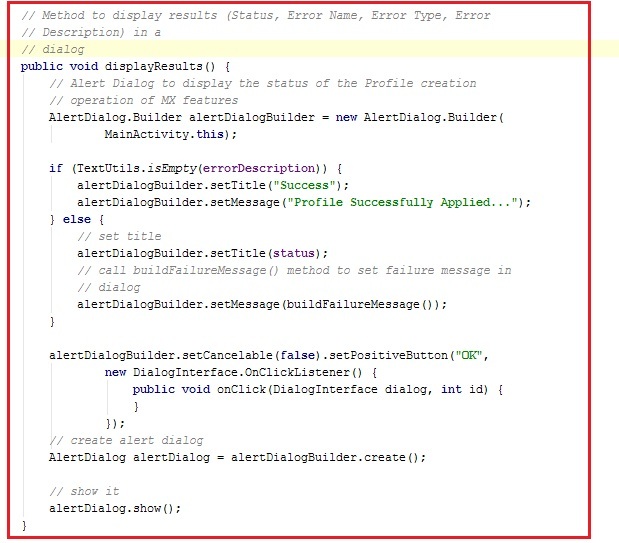 // Method to display results (Status, Error Name, Error Type, Error
// Description) in a
// dialog
public void displayResults() {
// Alert Dialog to display the status of the Profile creation
// operation of MX features
AlertDialog.Builder alertDialogBuilder = new AlertDialog.Builder(
MainActivity.this);
if (TextUtils.isEmpty(errorDescription)) {
alertDialogBuilder.setTitle("Success");
alertDialogBuilder.setMessage("Profile Successfully Applied...");
} else {
// set title
alertDialogBuilder.setTitle(status);
// call buildFailureMessage() method to set failure message in
// dialog
alertDialogBuilder.setMessage(buildFailureMessage());
}
alertDialogBuilder.setCancelable(false).setPositiveButton("OK",
new DialogInterface.OnClickListener() {
public void onClick(DialogInterface dialog, int id) {
}
});
// create alert dialog
AlertDialog alertDialog = alertDialogBuilder.create();
// show it
alertDialog.show();
}